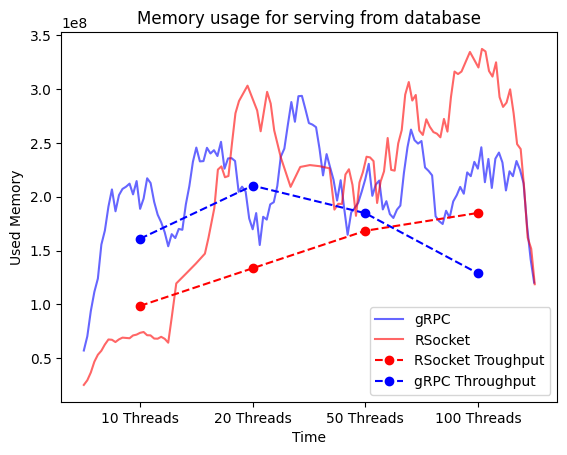 Memory usage for serving from database
1e8
3.5
3.0
2.5
2.0
1.5
1.0
0.5
Used Memory
10 Threads 20 Threads 50 Threads 100 Threads
Time
gRPC
RSocket
RSocket Troughput
gRPC Throughput